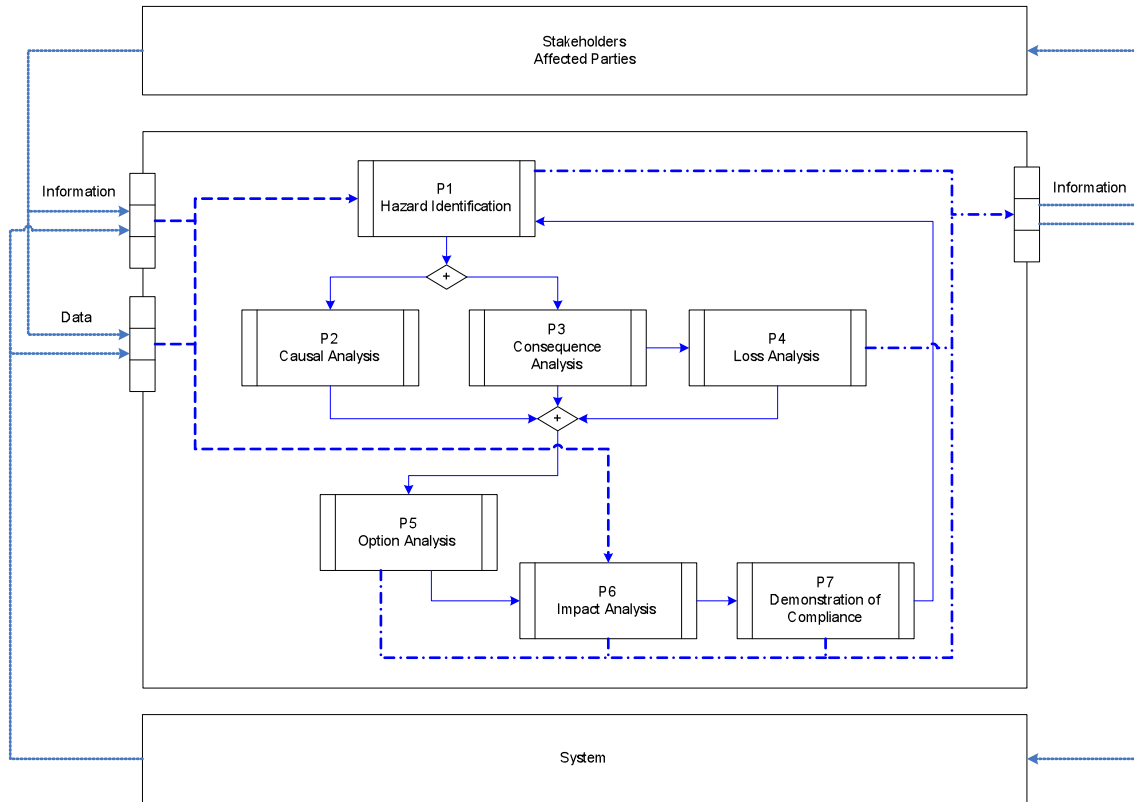 Stakeholders
Affected Parties
Information
Data
P1
Hazard Identification
+
P2
Causal Analysis
P3
Consequence
Analysis
P4
Loss Analysis
+
P5
Option Analysis
P6
Impact Analysis
P7
Demonstration of
Compliance
Information
System